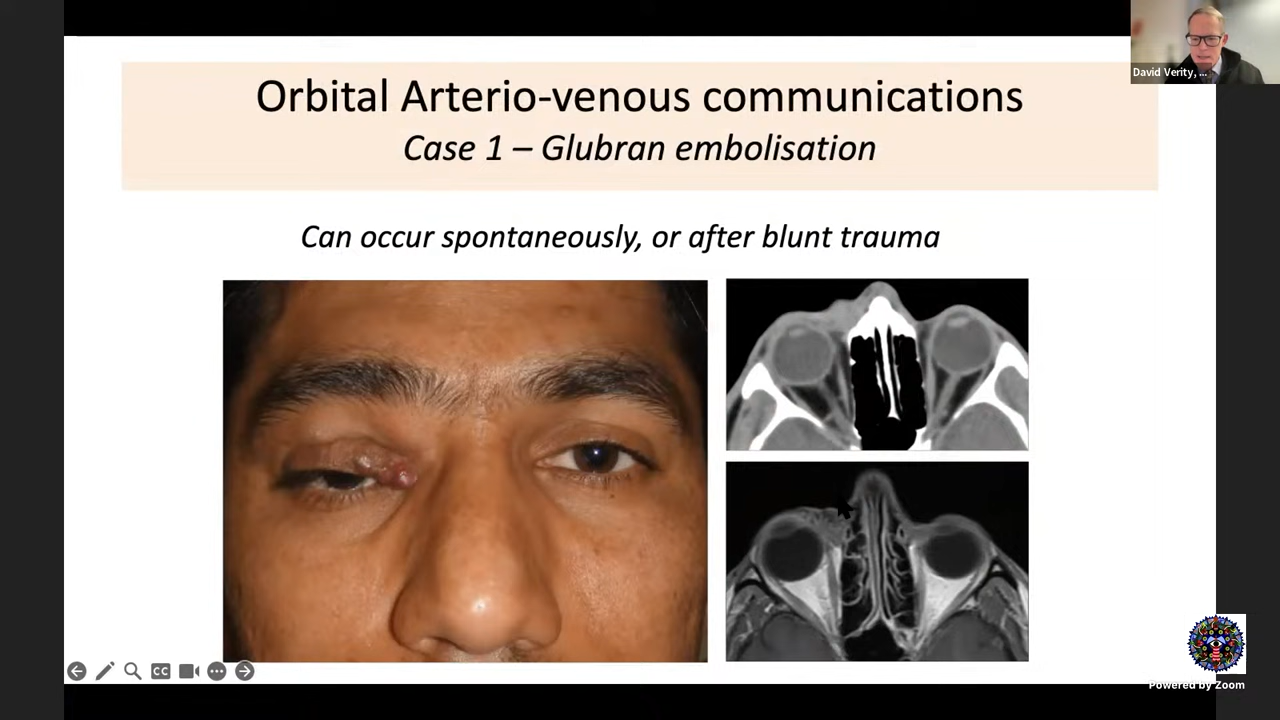 David Verity, ...
Orbital Arterio-venous communications
Case 1 – Glubran embolisation
Can occur spontaneously, or after blunt trauma
CC
Powered by Zoom